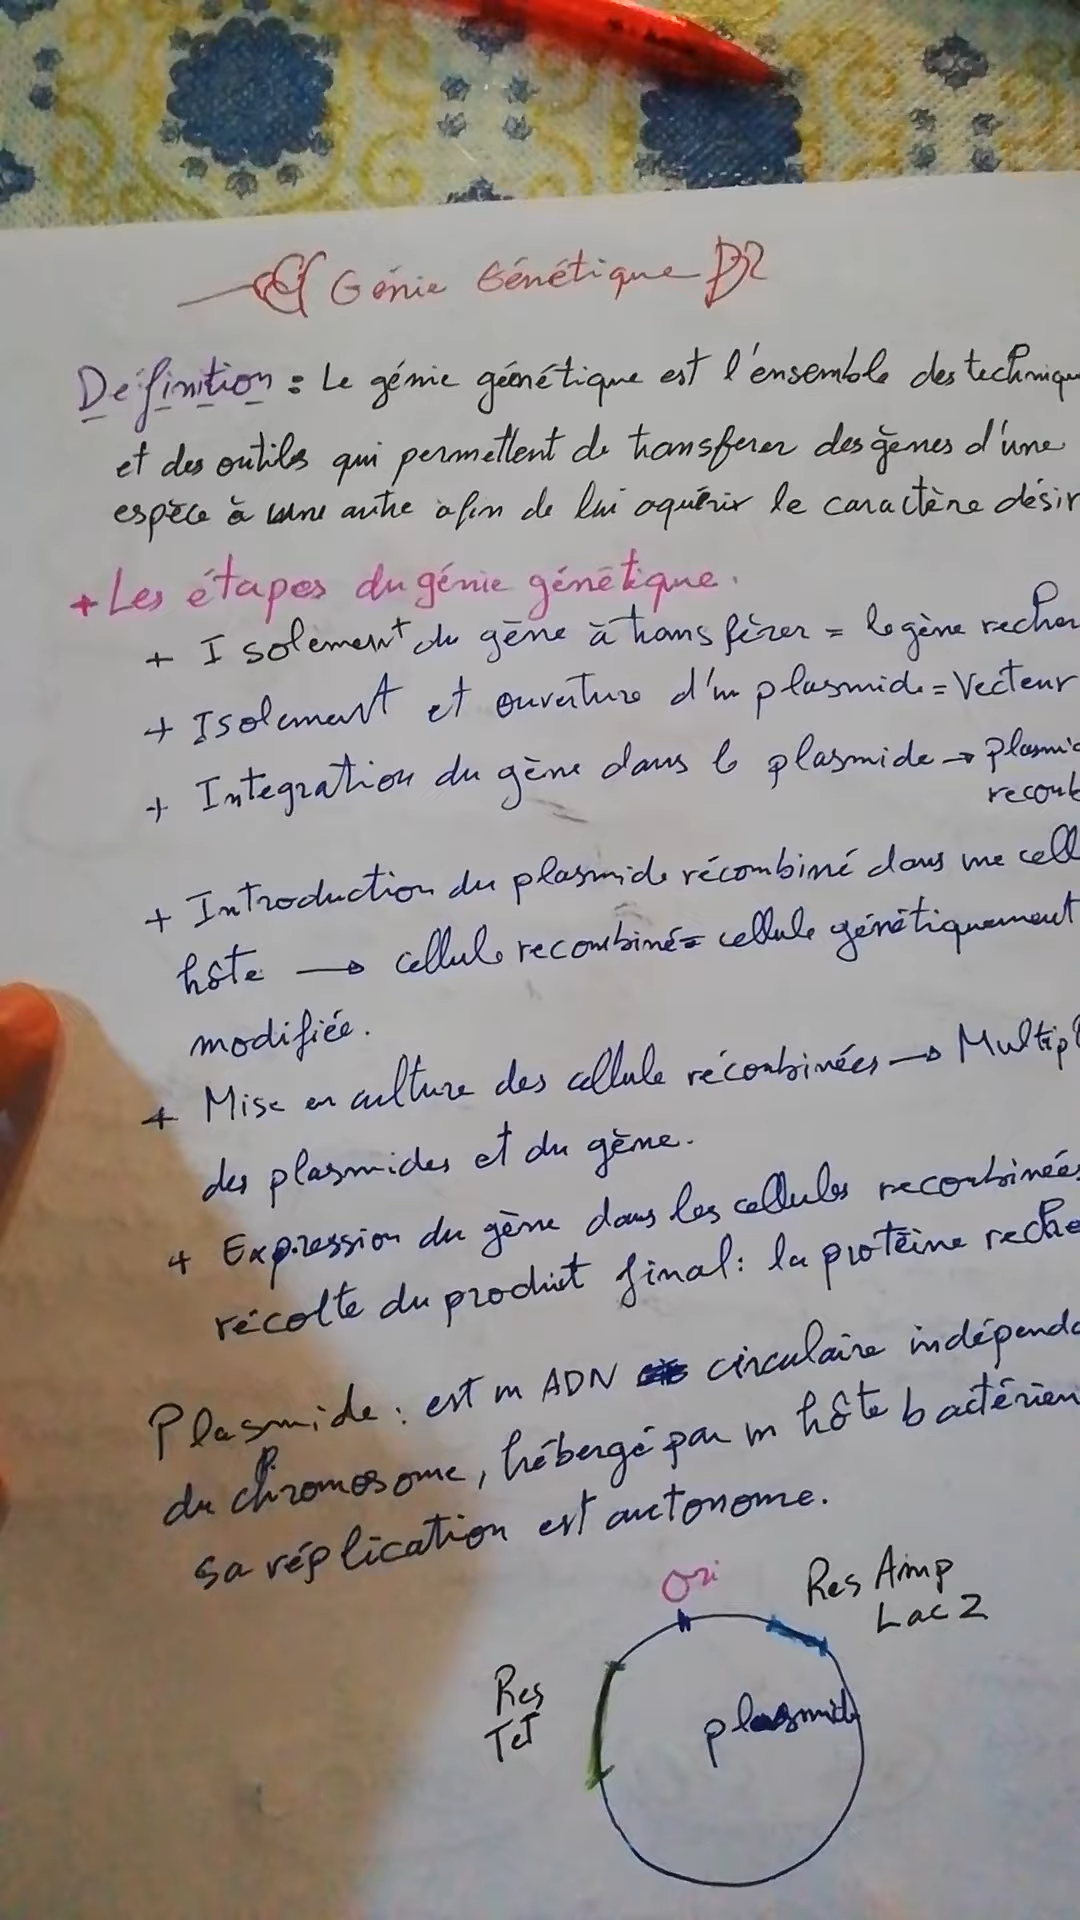 Génie Génétique
Définition : Le génie géénétique est l'ensemble des technique
et des outils qui permettent de transferer des gènes d'une
espèce à une autre afin de lui aquérir le caractère désir
+ Les étapes du génie génétique.
+ Isolement du gène à transférer = le gène recher
+ Isolement et ouverture d'un plasmide = Vecteur
+ Integration du gène dans le plasmide → plasmi
recomb
+ Introduction du plasmide récombiné dans une cell
hôte → cellule recombiné = cellule génétiquement
modifiée.
+ Mise en culture des cellule récombinées → Multipl
des plasmides et du gène.
+ Expression du gène dans les cellules recombinées
récolte du produit final : la protèine reche
Plasmide : est un ADN circulaire indépenda
du chromosome, hébergé par un hôte bactérien
sa réplication est autonome.
Ori
Res Amp
Lac Z
Res
Tet
plasmide